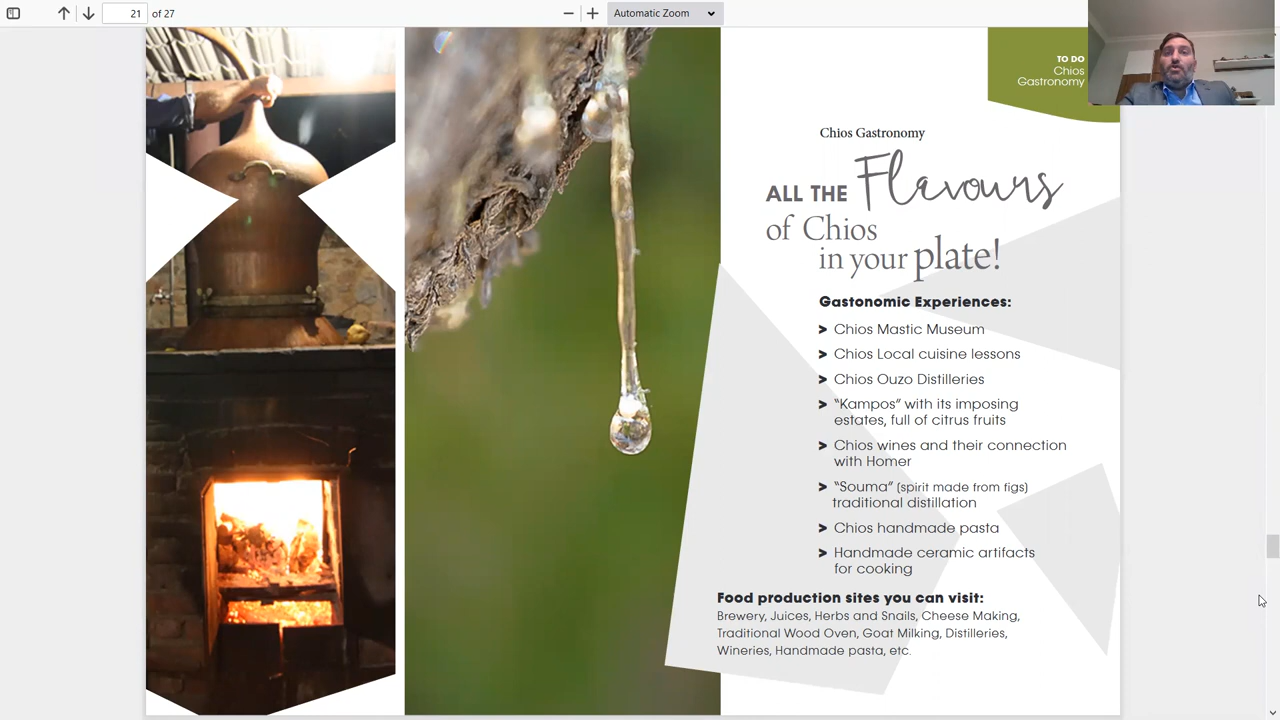 21
of 27
Automatic Zoom
TO DO
Chios
Gastronomy
Chios Gastronomy
ALL THE Flavours
of Chios
in your plate!
Gastonomic Experiences:
> Chios Mastic Museum
> Chios Local cuisine lessons
> Chios Ouzo Distilleries
> “Kampos” with its imposing
estates, full of citrus fruits
> Chios wines and their connection
with Homer
> “Souma” (spirit made from figs)
traditional distillation
> Chios handmade pasta
> Handmade ceramic artifacts
for cooking
Food production sites you can visit:
Brewery, Juices, Herbs and Snails, Cheese Making,
Traditional Wood Oven, Goat Milking, Distilleries,
Wineries, Handmade pasta, etc.